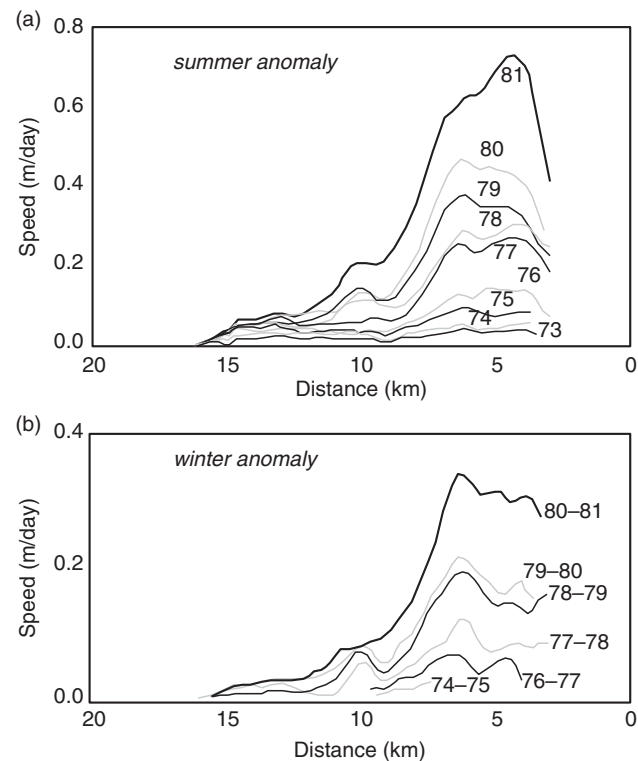 (a)
0.8
summer anomaly
81
0.6
80
0.4
79
78
77
76
0.2
75
74
73
0.0
20 15 10 5 0
Speed (m/day)
Distance (km)
(b)
0.4
winter anomaly
80–81
0.2
79–80
78–79
77–78
74–75
76–77
0.0
20 15 10 5 0
Speed (m/day)
Distance (km)